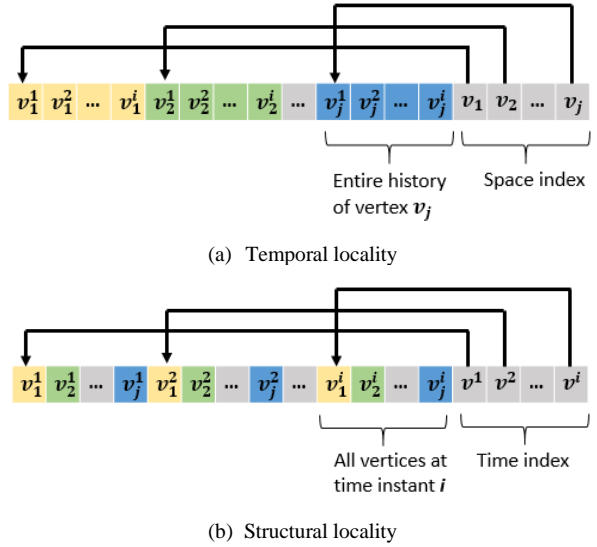 v₁¹ v₁² ... v₁ⁱ v₂¹ v₂² ... v₂ⁱ ... vⱼ¹ vⱼ² ... vⱼⁱ v₁ v₂ ... vⱼ
Entire history
of vertex vⱼ
Space index
(a) Temporal locality
v₁¹ v₂¹ ... vⱼ¹ v₁² v₂² ... vⱼ² ... v₁ⁱ v₂ⁱ ... vⱼⁱ v¹ v² ... vⁱ
All vertices at
time instant i
Time index
(b) Structural locality